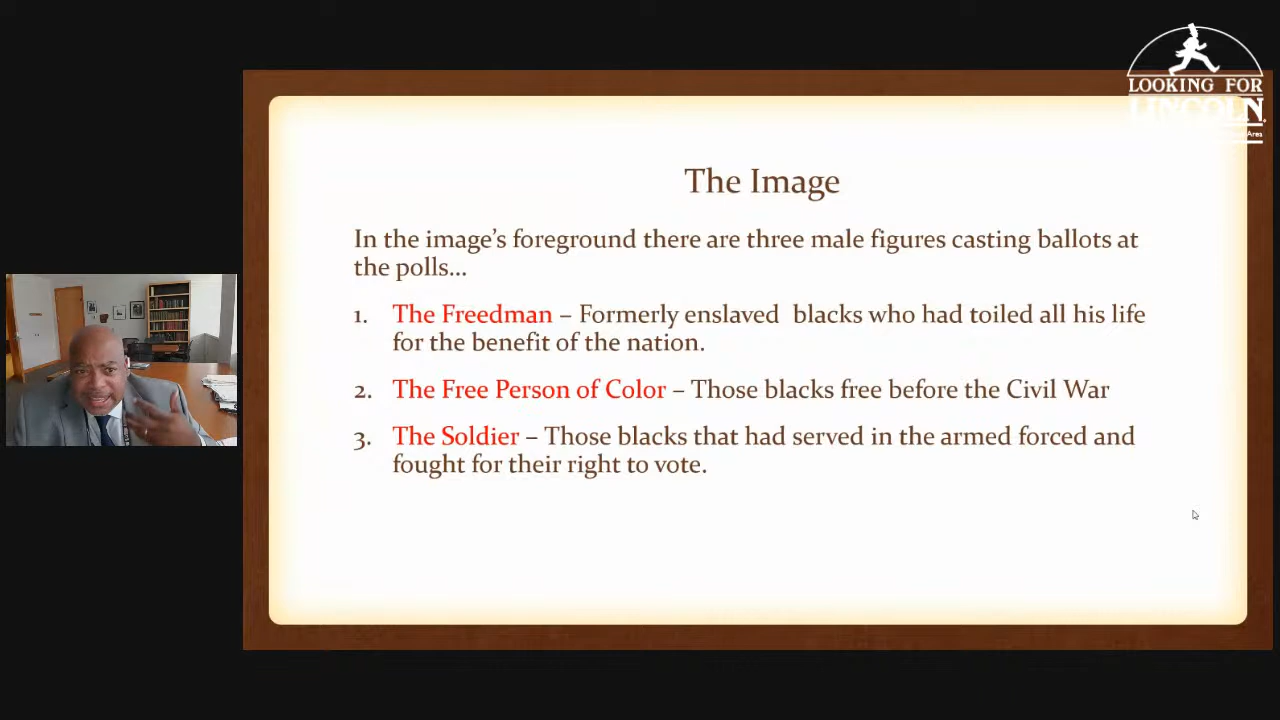 LOOKING FOR
LINCOLN
Area
The Image
In the image's foreground there are three male figures casting ballots at
the polls...
1. The Freedman – Formerly enslaved  blacks who had toiled all his life
for the benefit of the nation.
2. The Free Person of Color – Those blacks free before the Civil War
3. The Soldier – Those blacks that had served in the armed forced and
fought for their right to vote.